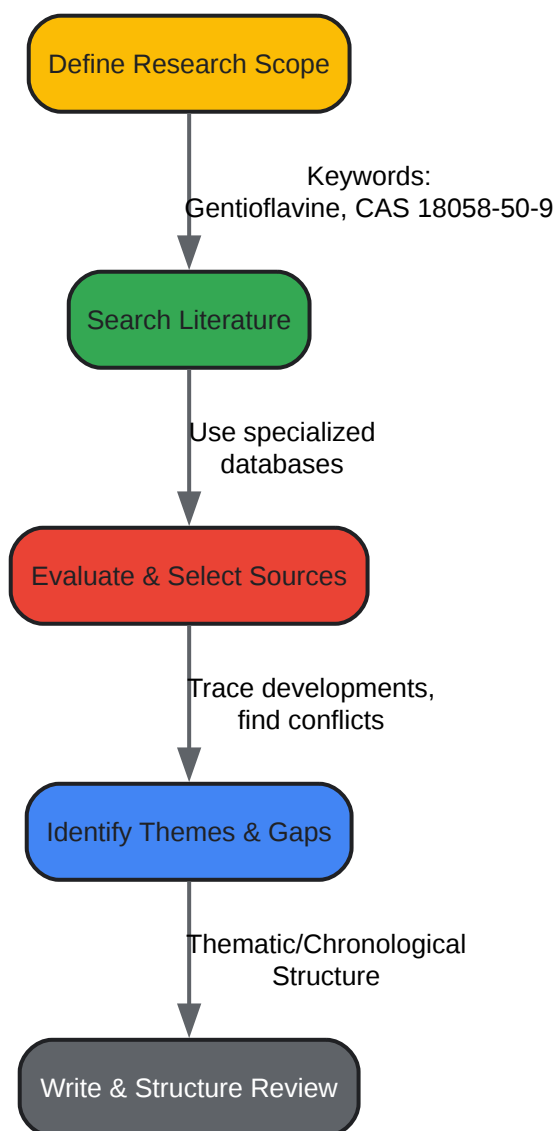 Define Research Scope
Keywords:
Gentioflavine, CAS 18058-50-9
Search Literature
Use specialized
databases
Evaluate & Select Sources
Trace developments,
find conflicts
Identify Themes & Gaps
Thematic/Chronological
Structure
Write & Structure Review